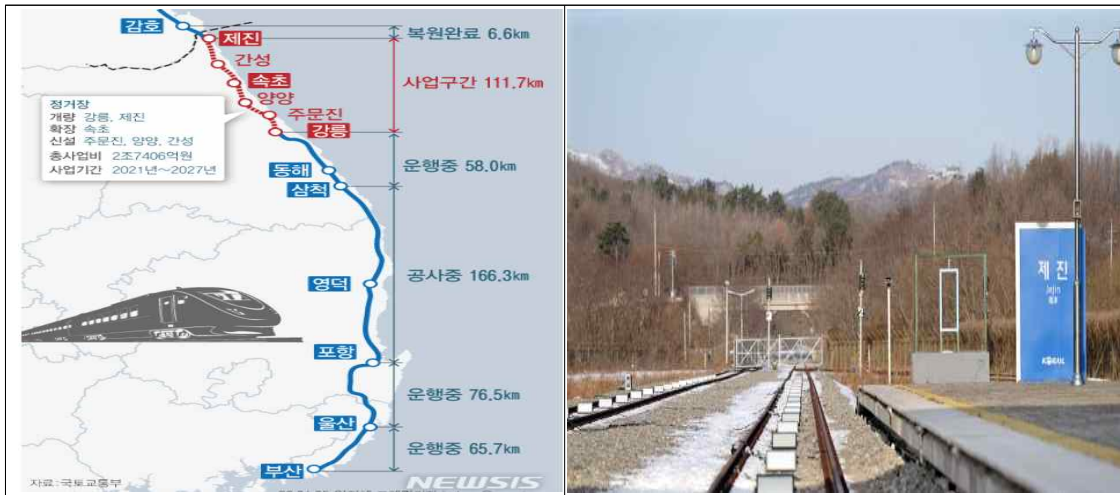 감호
제진
간성
속초
양양
주문진
강릉
동해
삼척
영덕
포항
울산
부산
복원완료 6.6km
사업구간 111.7km
운행중 58.0km
공사중 166.3km
운행중 76.5km
운행중 65.7km
정거장
개량 강릉, 제진
확장 속초
신설 주문진, 양양, 간성
총사업비 2조7406억원
사업기간 2021년~2027년
자료:국토교통부
NEWSIS
제 진
Jejin
KORAIL